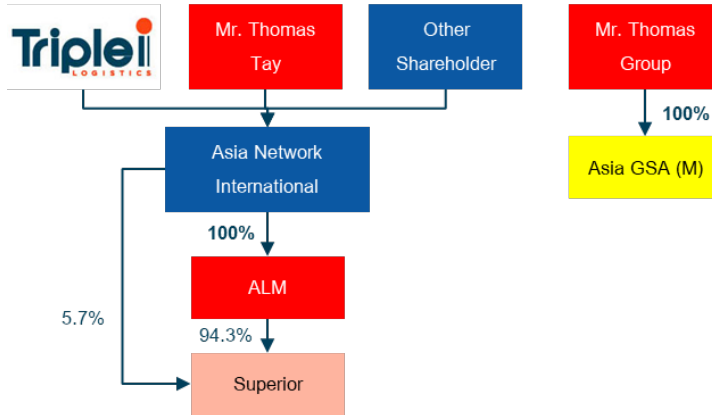 Triple i
LOGISTICS
Mr. Thomas
Tay
Other
Shareholder
Mr. Thomas
Group
100%
Asia Network
International
Asia GSA (M)
100%
ALM
5.7%
94.3%
Superior